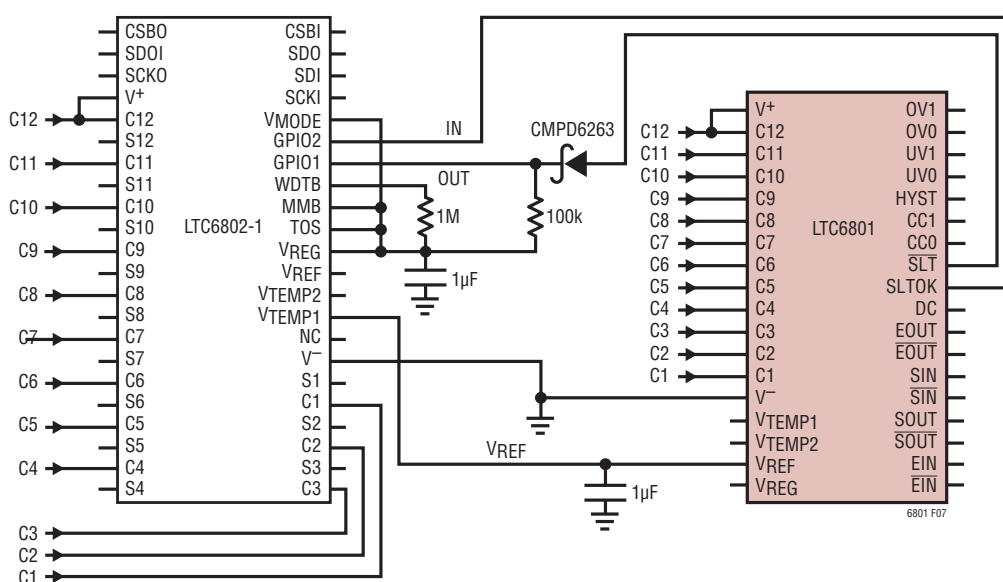 CSBO
SDOI
SCKO
V+
C12
S12
C11
S11
C10
S10
C9
S9
C8
S8
C7
S7
C6
S6
C5
S5
C4
S4
LTC6802-1
CSBI
SDO
SDI
SCKI
VMODE
GPIO2
GPIO1
WDTB
MMB
TOS
VREG
VREF
VTEMP2
VTEMP1
NC
V–
S1
C1
S2
C2
S3
C3
C12
C11
C10
C9
C8
C7
C6
C5
C4
C3
C2
C1
IN
OUT
CMPD6263
1M
100k
1µF
VREF
1µF
C12
C11
C10
C9
C8
C7
C6
C5
C4
C3
C2
C1
V+
C12
C11
C10
C9
C8
C7
C6
C5
C4
C3
C2
C1
V–
VTEMP1
VTEMP2
VREF
VREG
LTC6801
OV1
OV0
UV1
UV0
HYST
CC1
CC0
S̅L̅T̅
SLTOK
DC
EOUT
E̅O̅U̅T̅
SIN
S̅I̅N̅
SOUT
S̅O̅U̅T̅
EIN
E̅I̅N̅
6801 F07